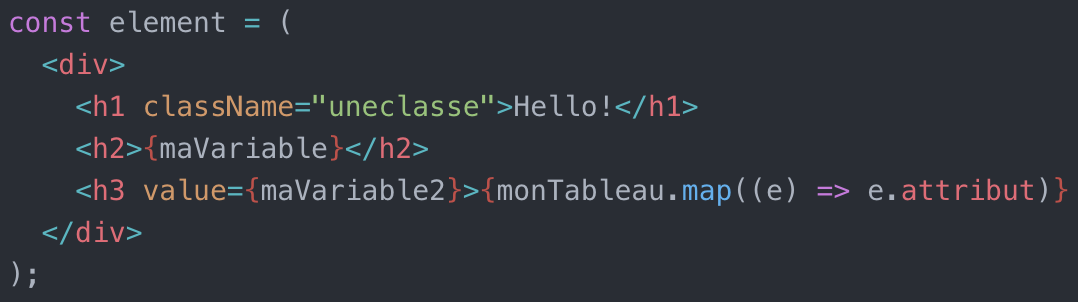 const element = (
  <div>
    <h1 className="uneclasse">Hello!</h1>
    <h2>{maVariable}</h2>
    <h3 value={maVariable2}>{monTableau.map((e) => e.attribut)}
  </div>
);